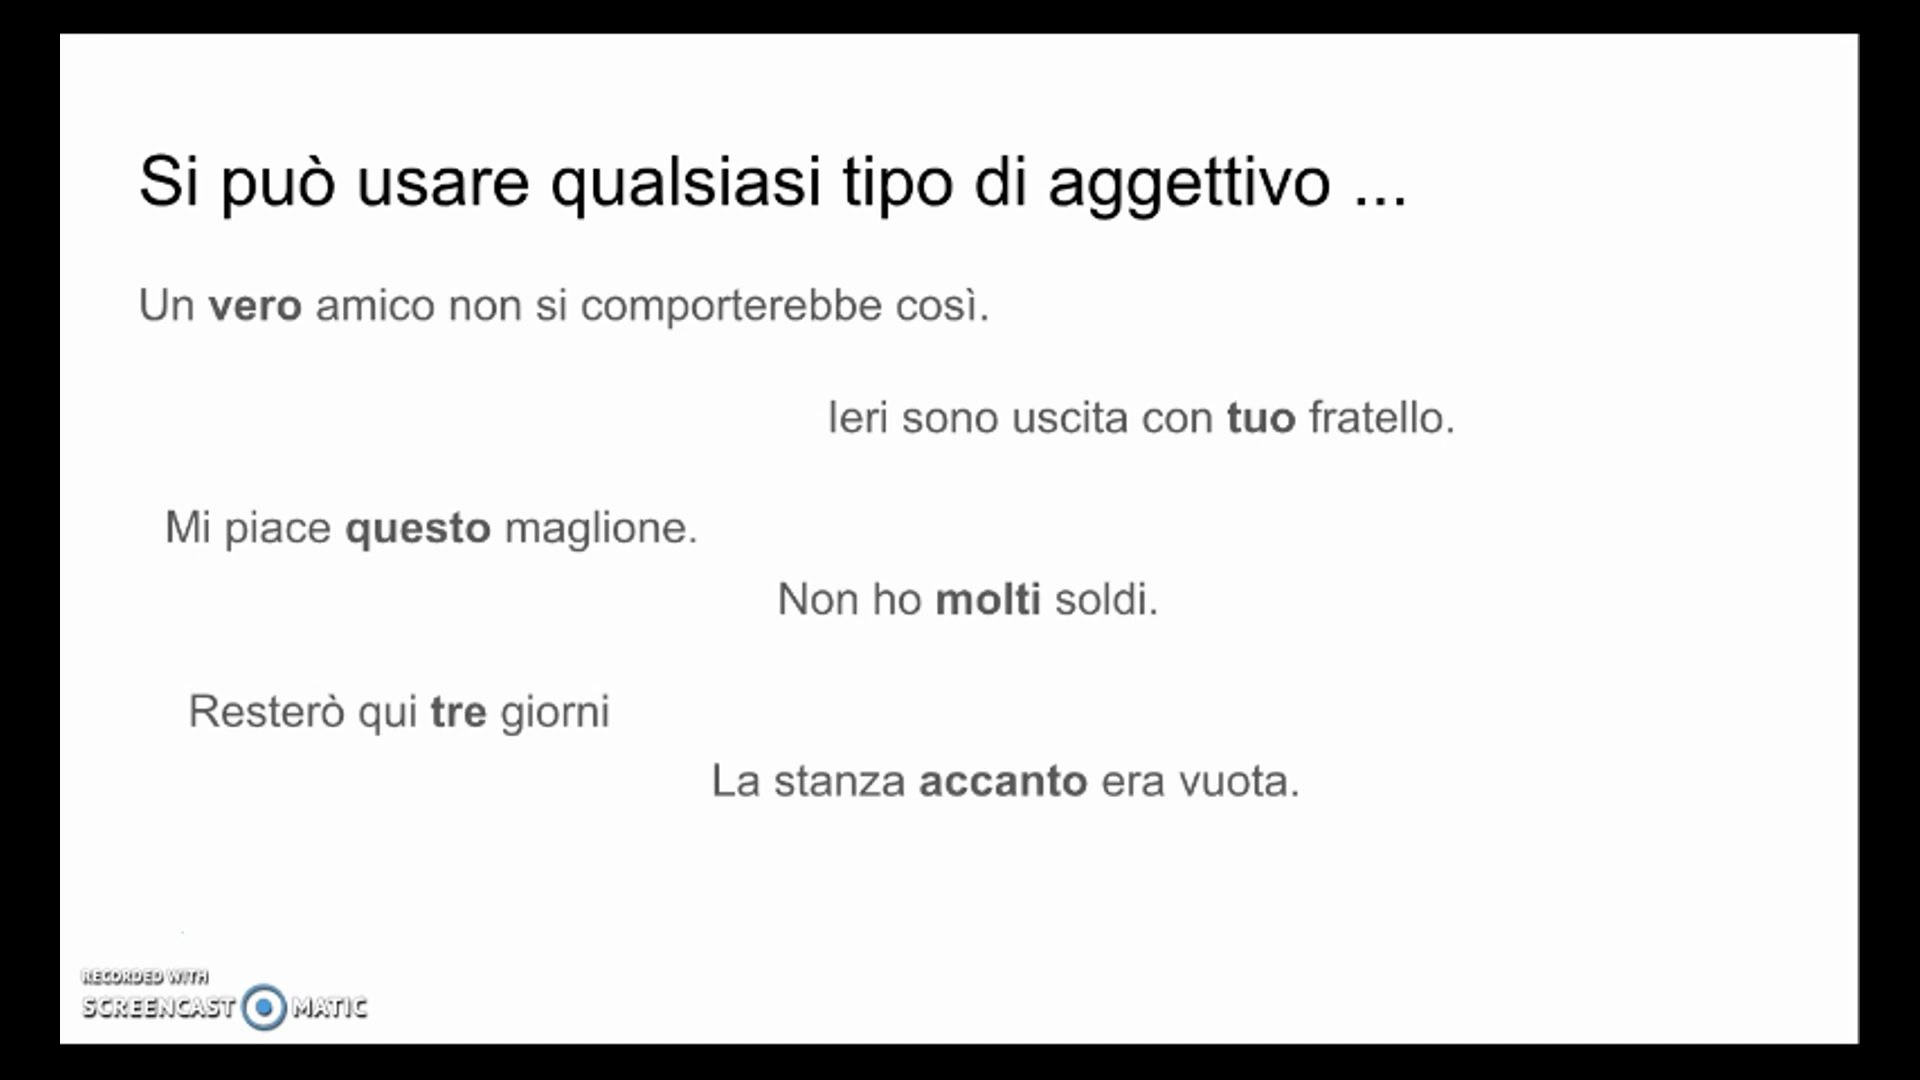 Si può usare qualsiasi tipo di aggettivo ...
Un vero amico non si comporterebbe così.
Ieri sono uscita con tuo fratello.
Mi piace questo maglione.
Non ho molti soldi.
Resterò qui tre giorni
La stanza accanto era vuota.
RECORDED WITH
SCREENCAST MATIC